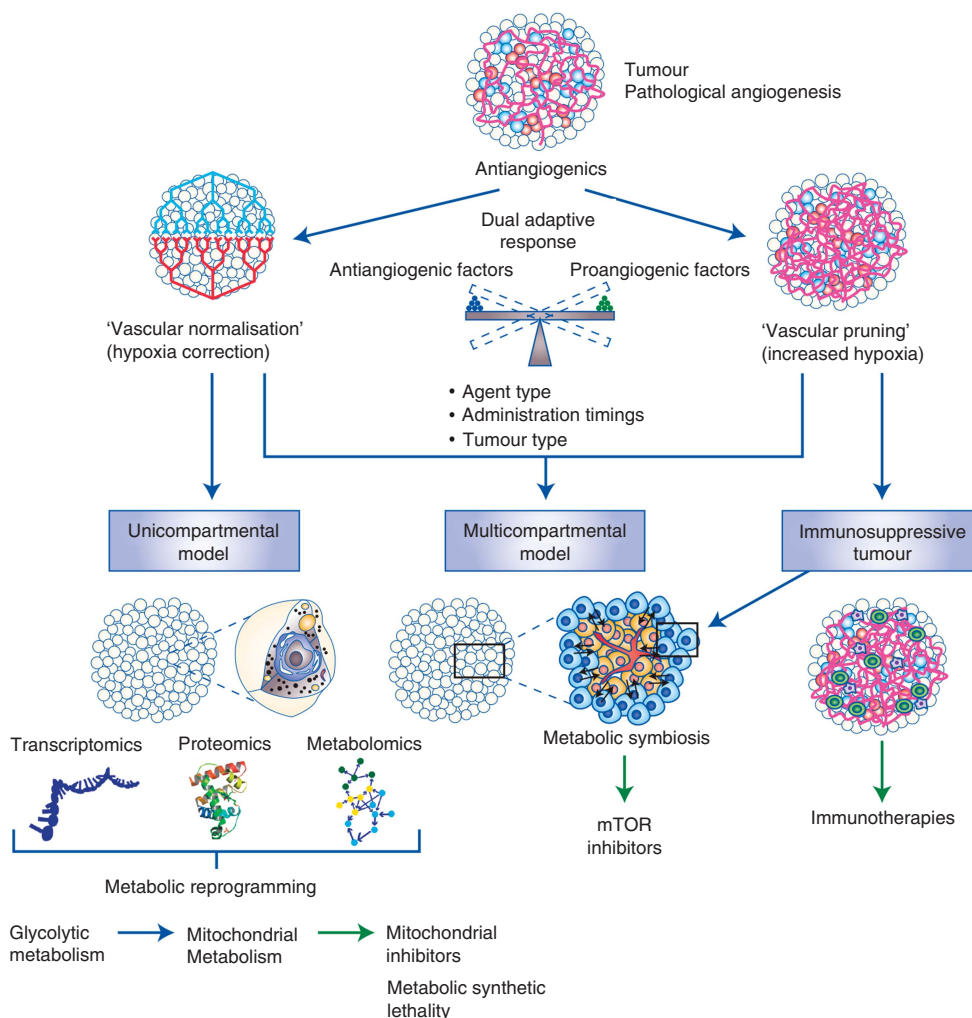 Tumour
Pathological angiogenesis
Antiangiogenics
Dual adaptive
response
Antiangiogenic factors
Proangiogenic factors
'Vascular normalisation'
(hypoxia correction)
'Vascular pruning'
(increased hypoxia)
• Agent type
• Administration timings
• Tumour type
Unicompartmental
model
Multicompartmental
model
Immunosuppressive
tumour
Transcriptomics
Proteomics
Metabolomics
Metabolic symbiosis
mTOR
inhibitors
Immunotherapies
Metabolic reprogramming
Glycolytic
metabolism
Mitochondrial
Metabolism
Mitochondrial
inhibitors
Metabolic synthetic
lethality